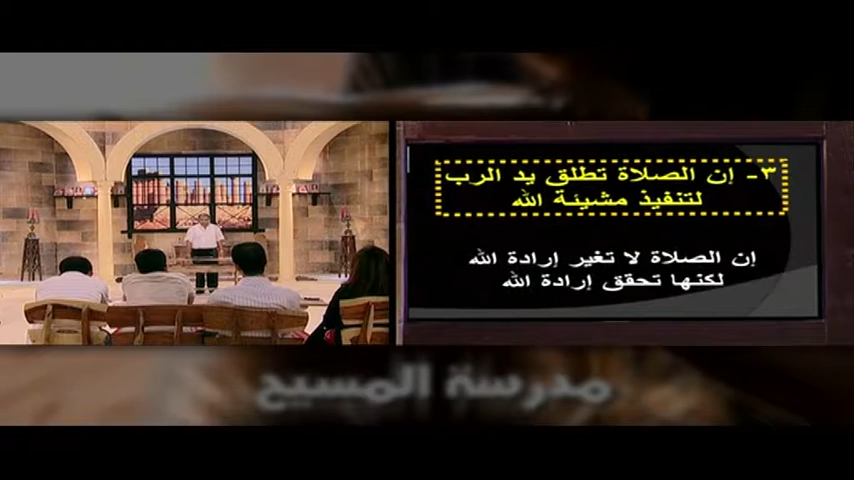 ٣- إن الصلاة تطلق يد الرب
لتنفيذ مشيئة الله
إن الصلاة لا تغير إرادة الله
لكنها تحقق إرادة الله
مدرسة المسيح